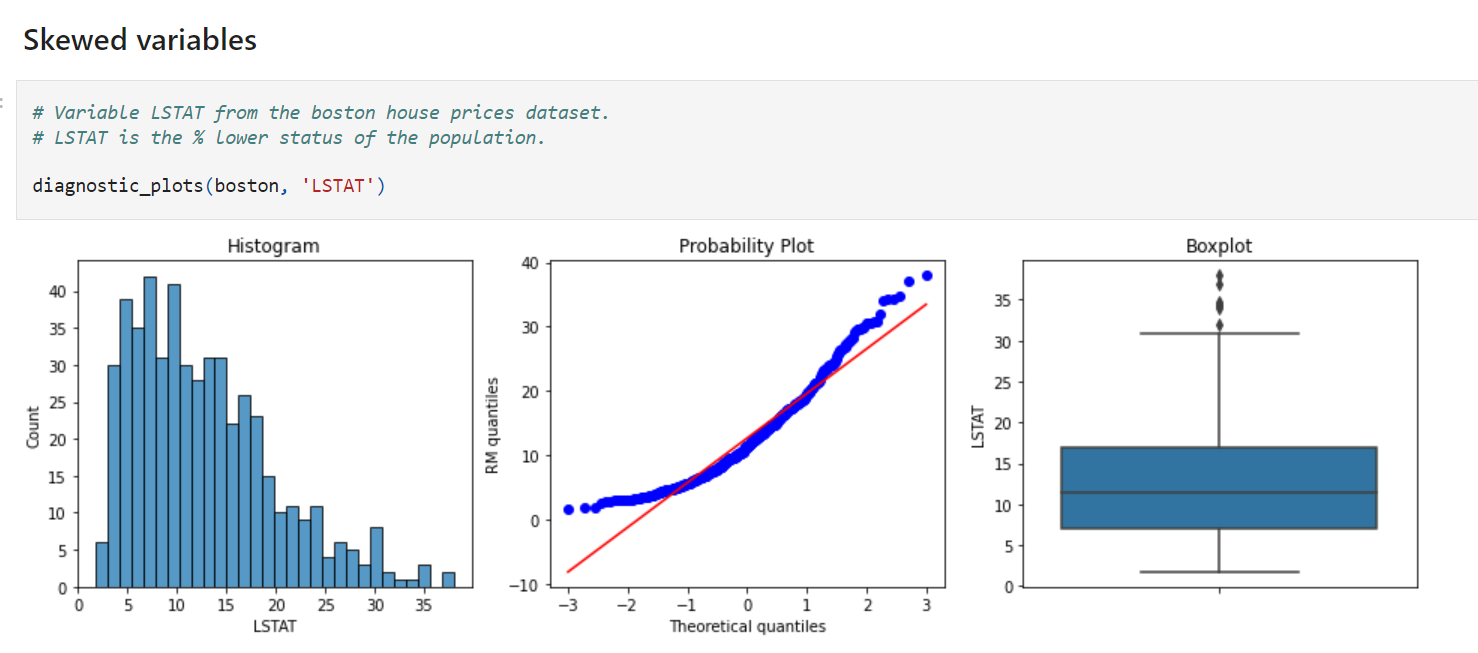 Skewed variables
:
# Variable LSTAT from the boston house prices dataset.
# LSTAT is the % lower status of the population.
diagnostic_plots(boston, 'LSTAT')
Histogram
40
35
30
25
20
15
10
5
0
Count
0 5 10 15 20 25 30 35
LSTAT
Probability Plot
40
30
20
10
0
−10
RM quantiles
−3 −2 −1 0 1 2 3
Theoretical quantiles
Boxplot
35
30
25
20
15
10
5
0
LSTAT